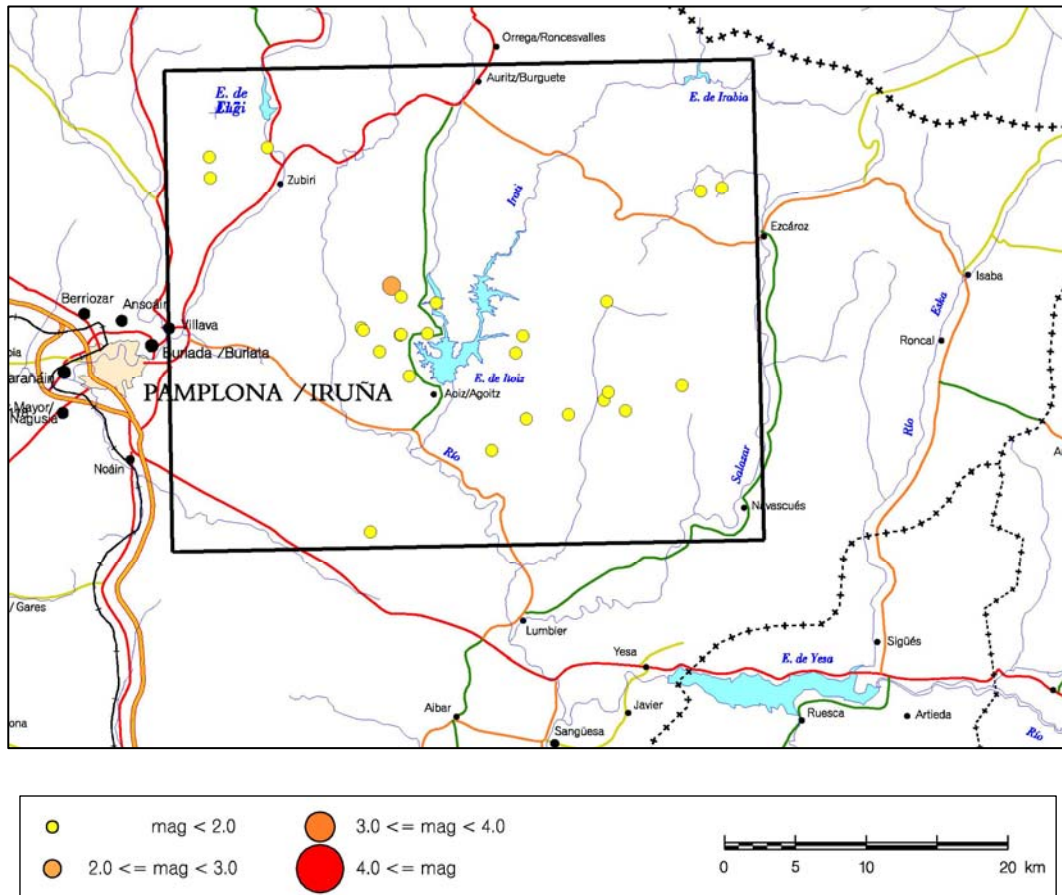 Orrega/Roncesvalles
Auritz/Burguete
E. de
E. de Irabia
Zubiri
Irati
Ezcároz
Isaba
Berriozar
Ansoáin
Villava
Eska
Burlada /Burlata
Roncal
PAMPLONA /IRUÑA
E. de Itoiz
Aoiz/Agoitz
Mayor/
Nagusia
Río
Río
Noáin
Salazar
Navascués
/ Gares
Lumbier
Sigüés
Yesa
E. de Yesa
Aibar
Javier
Ruesca
Artieda
Sangüesa
Río
mag < 2.0
3.0 <= mag < 4.0
2.0 <= mag < 3.0
4.0 <= mag
0 5 10 20 km